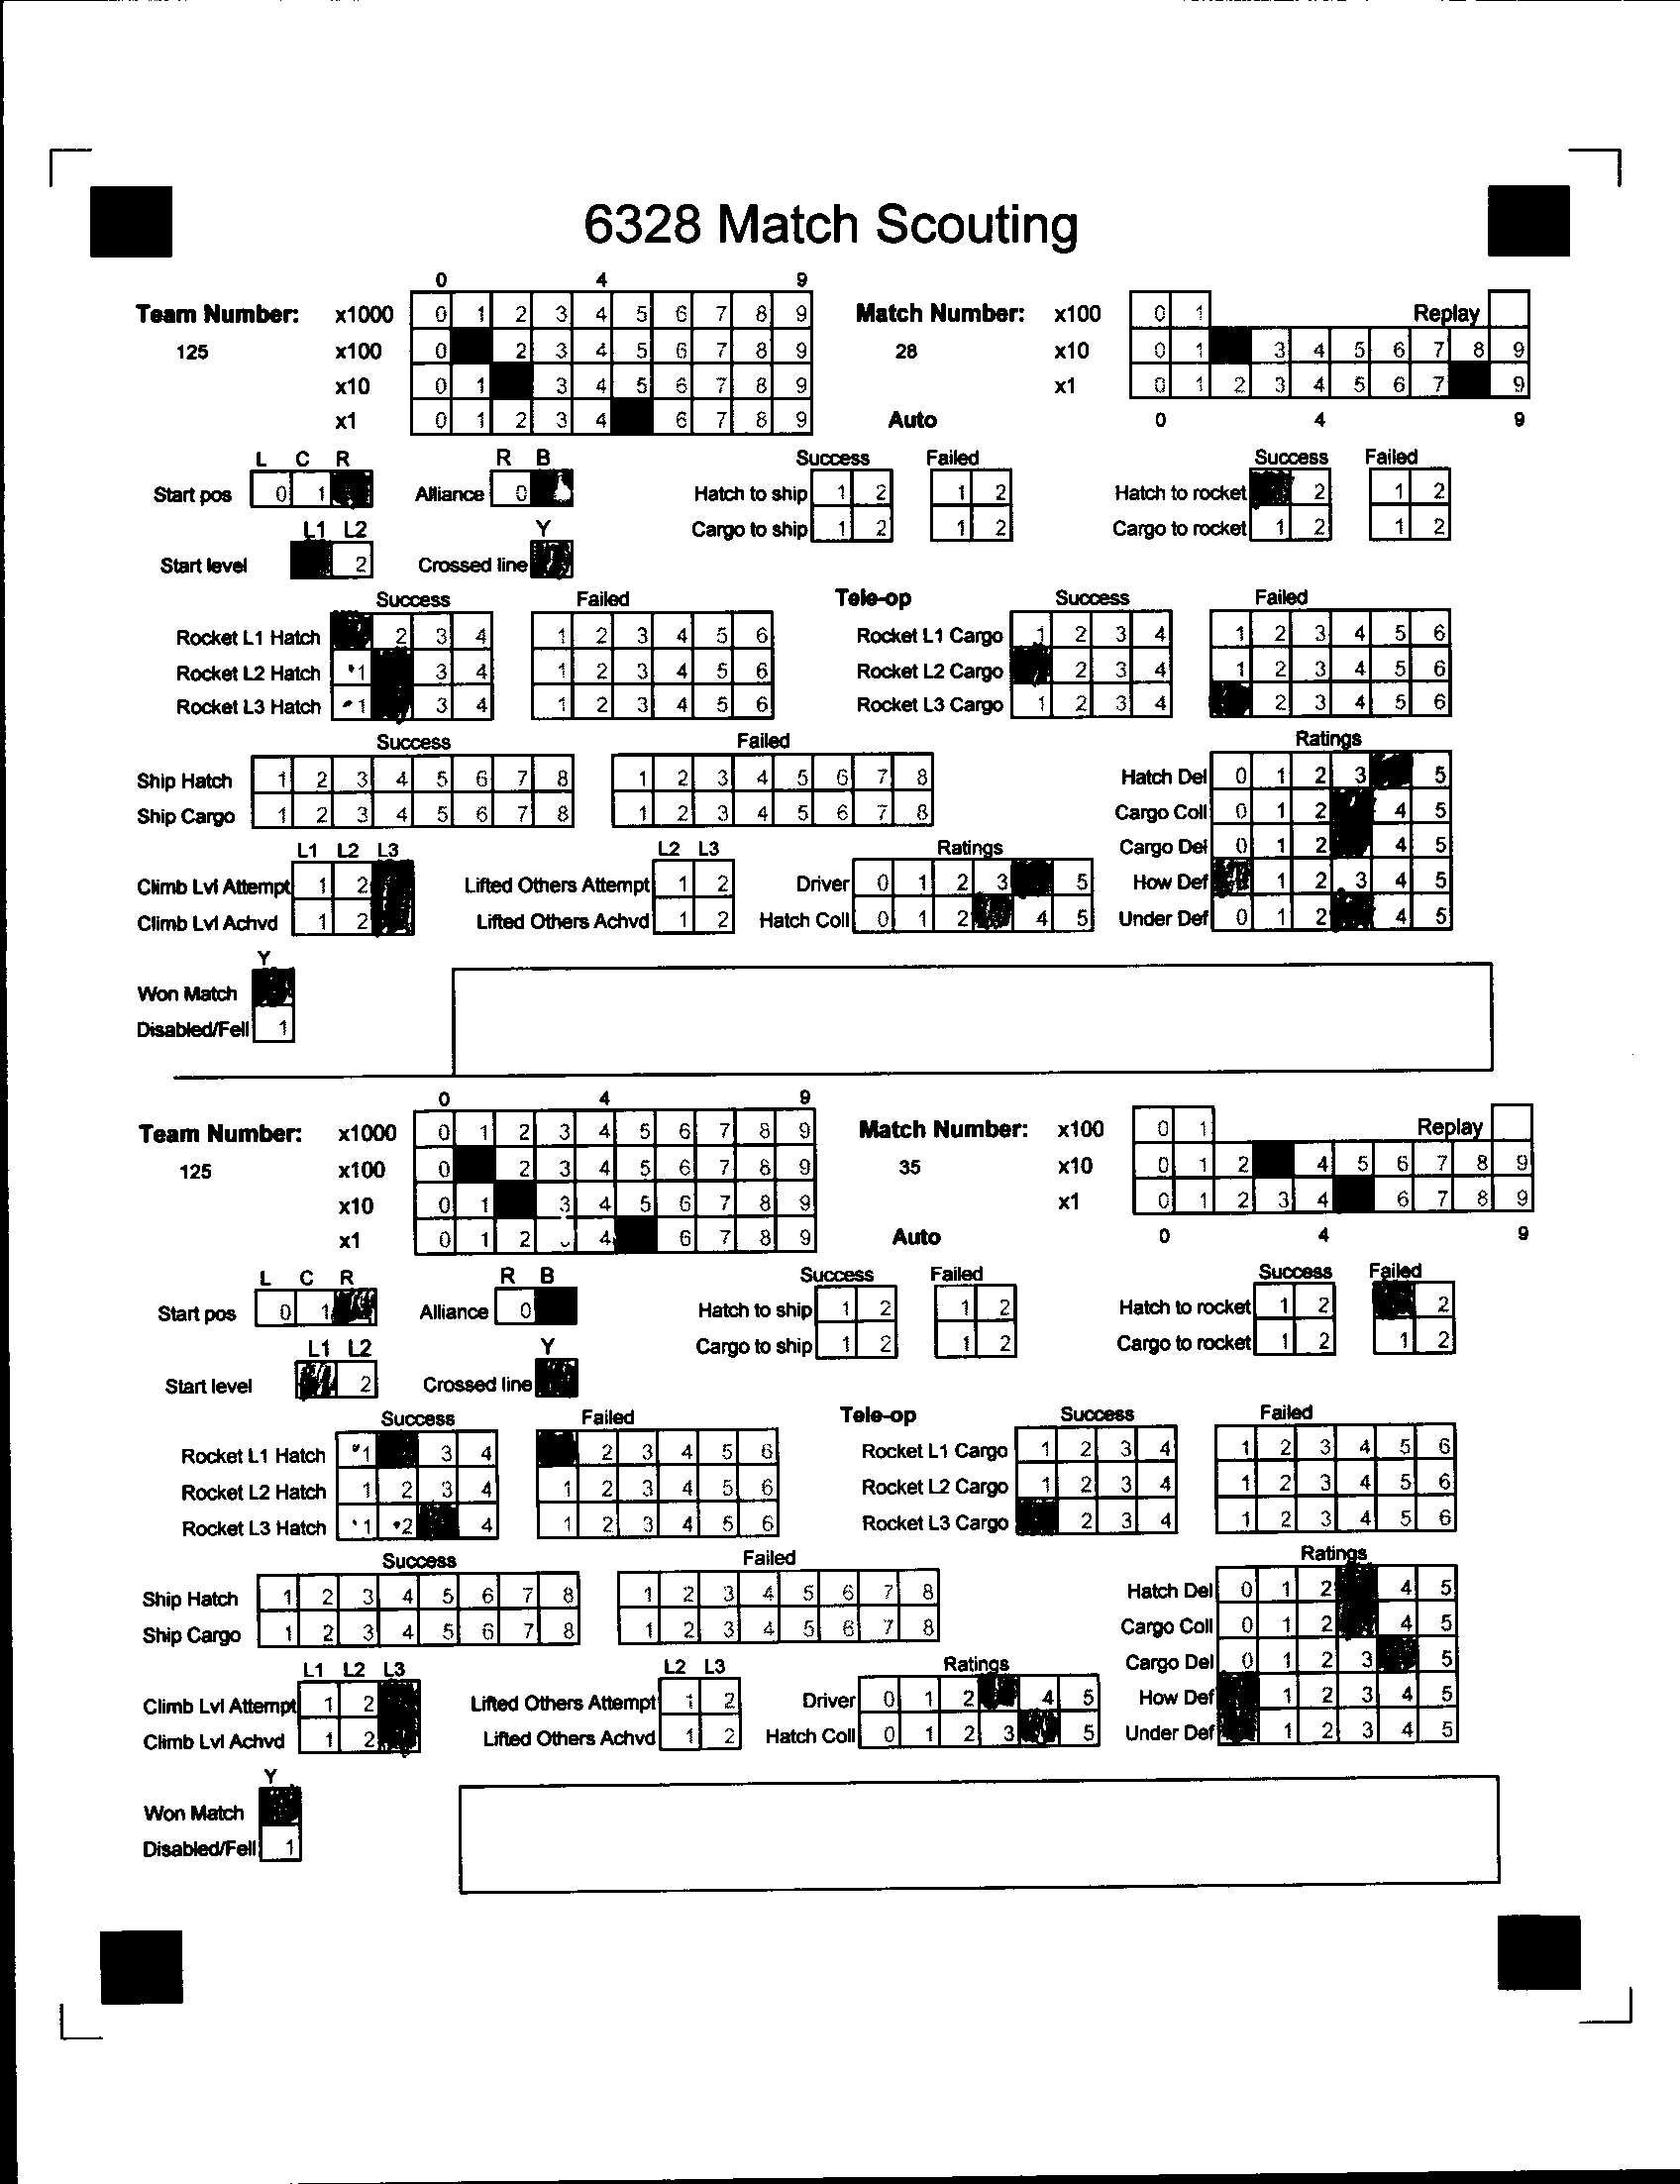 6328 Match Scouting
0 4 9
Team Number: x1000 0 1 2 3 4 5 6 7 8 9 Match Number: x100 0 1 Replay
125 x100 0 2 3 4 5 6 7 8 9 28 x10 0 1 3 4 5 6 7 8 9
x10 0 1 3 4 5 6 7 8 9 x1 0 1 2 3 4 5 6 7 9
x1 0 1 2 3 4 6 7 8 9 Auto 0 4 9
L C R R B Success Failed Success Failed
Start pos 0 1 Alliance 0 Hatch to ship 1 2 1 2 Hatch to rocket 2 1 2
L1 L2 Y Cargo to ship 1 2 1 2 Cargo to rocket 1 2 1 2
Start level 2 Crossed line
Success Failed Tele-op Success Failed
Rocket L1 Hatch 2 3 4 1 2 3 4 5 6 Rocket L1 Cargo 1 2 3 4 1 2 3 4 5 6
Rocket L2 Hatch 1 3 4 1 2 3 4 5 6 Rocket L2 Cargo 2 3 4 1 2 3 4 5 6
Rocket L3 Hatch 1 3 4 1 2 3 4 5 6 Rocket L3 Cargo 1 2 3 4 2 3 4 5 6
Success Failed Ratings
Ship Hatch 1 2 3 4 5 6 7 8 1 2 3 4 5 6 7 8 Hatch Del 0 1 2 3 5
Ship Cargo 1 2 3 4 5 6 7 8 1 2 3 4 5 6 7 8 Cargo Coll 0 1 2 4 5
L1 L2 L3 L2 L3 Ratings Cargo Del 0 1 2 4 5
Climb Lvl Attempt 1 2 Lifted Others Attempt 1 2 Driver 0 1 2 3 5 How Def 1 2 3 4 5
Climb Lvl Achvd 1 2 Lifted Others Achvd 1 2 Hatch Coll 0 1 2 4 5 Under Def 0 1 2 4 5
Y
Won Match
Disabled/Fell 1
0 4 9
Team Number: x1000 0 1 2 3 4 5 6 7 8 9 Match Number: x100 0 1 Replay
125 x100 0 2 3 4 5 6 7 8 9 35 x10 0 1 2 4 5 6 7 8 9
x10 0 1 3 4 5 6 7 8 9 x1 0 1 2 3 4 6 7 8 9
x1 0 1 2 4 6 7 8 9 Auto 0 4 9
L C R R B Success Failed Success Failed
Start pos 0 1 Alliance 0 Hatch to ship 1 2 1 2 Hatch to rocket 1 2 2
L1 L2 Y Cargo to ship 1 2 1 2 Cargo to rocket 1 2 1 2
Start level 2 Crossed line
Success Failed Tele-op Success Failed
Rocket L1 Hatch 1 3 4 2 3 4 5 6 Rocket L1 Cargo 1 2 3 4 1 2 3 4 5 6
Rocket L2 Hatch 1 2 3 4 1 2 3 4 5 6 Rocket L2 Cargo 1 2 3 4 1 2 3 4 5 6
Rocket L3 Hatch 1 2 4 1 2 3 4 5 6 Rocket L3 Cargo 2 3 4 1 2 3 4 5 6
Success Failed Ratings
Ship Hatch 1 2 3 4 5 6 7 8 1 2 3 4 5 6 7 8 Hatch Del 0 1 2 4 5
Ship Cargo 1 2 3 4 5 6 7 8 1 2 3 4 5 6 7 8 Cargo Coll 0 1 2 4 5
L1 L2 L3 L2 L3 Ratings Cargo Del 0 1 2 3 5
Climb Lvl Attempt 1 2 Lifted Others Attempt 1 2 Driver 0 1 2 4 5 How Def 1 2 3 4 5
Climb Lvl Achvd 1 2 Lifted Others Achvd 1 2 Hatch Coll 0 1 2 3 5 Under Def 1 2 3 4 5
Y
Won Match
Disabled/Fell 1